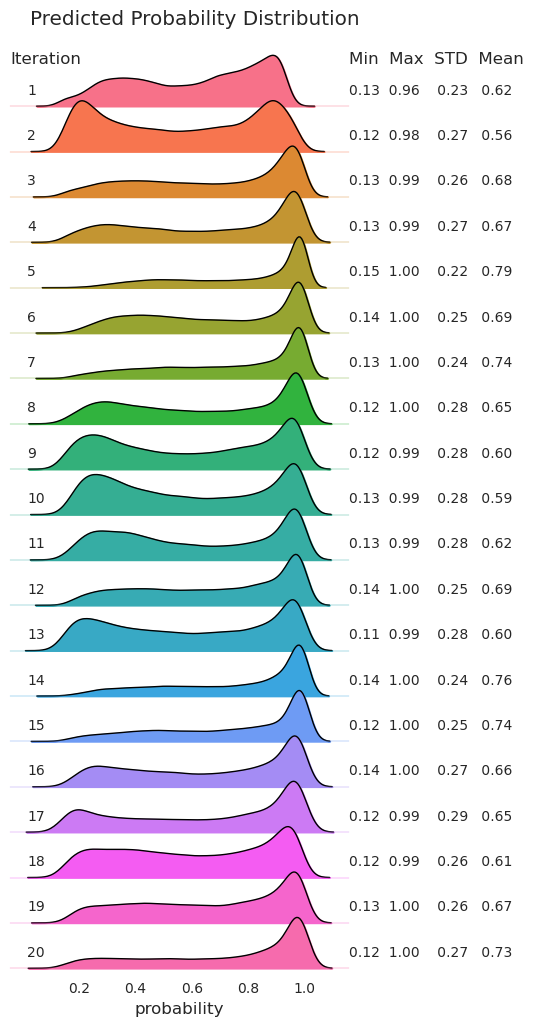 Predicted Probability Distribution
Iteration Min Max STD Mean
1 0.13 0.96 0.23 0.62
2 0.12 0.98 0.27 0.56
3 0.13 0.99 0.26 0.68
4 0.13 0.99 0.27 0.67
5 0.15 1.00 0.22 0.79
6 0.14 1.00 0.25 0.69
7 0.13 1.00 0.24 0.74
8 0.12 1.00 0.28 0.65
9 0.12 0.99 0.28 0.60
10 0.13 0.99 0.28 0.59
11 0.13 0.99 0.28 0.62
12 0.14 1.00 0.25 0.69
13 0.11 0.99 0.28 0.60
14 0.14 1.00 0.24 0.76
15 0.12 1.00 0.25 0.74
16 0.14 1.00 0.27 0.66
17 0.12 0.99 0.29 0.65
18 0.12 0.99 0.26 0.61
19 0.13 1.00 0.26 0.67
20 0.12 1.00 0.27 0.73
0.2 0.4 0.6 0.8 1.0
probability